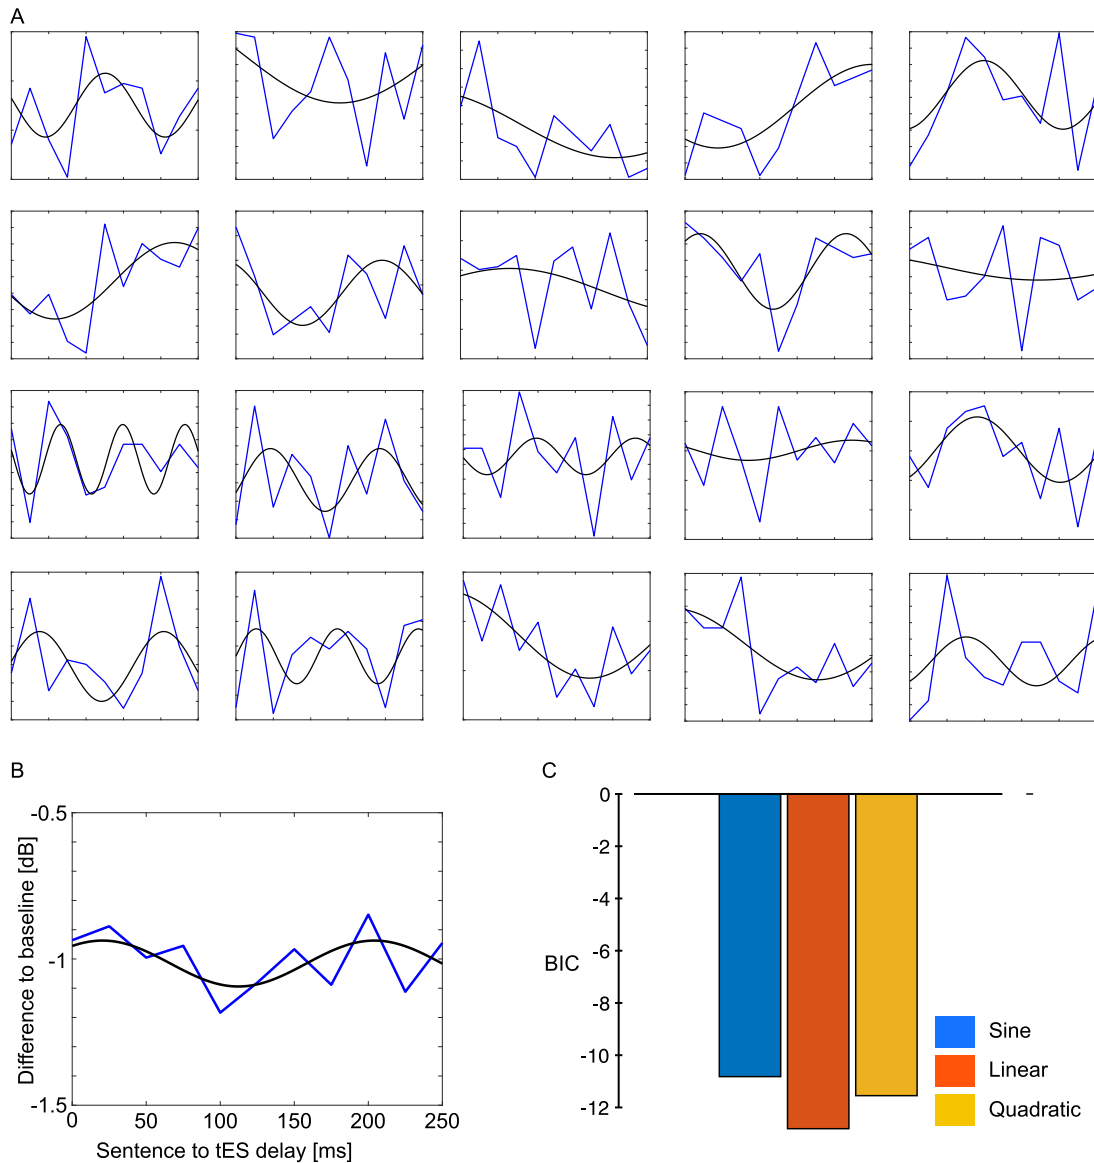 A
B
C
-0.5
-1
-1.5
Difference to baseline [dB]
0 50 100 150 200 250
Sentence to tES delay [ms]
0
-2
-4
-6
-8
-10
-12
BIC
Sine
Linear
Quadratic